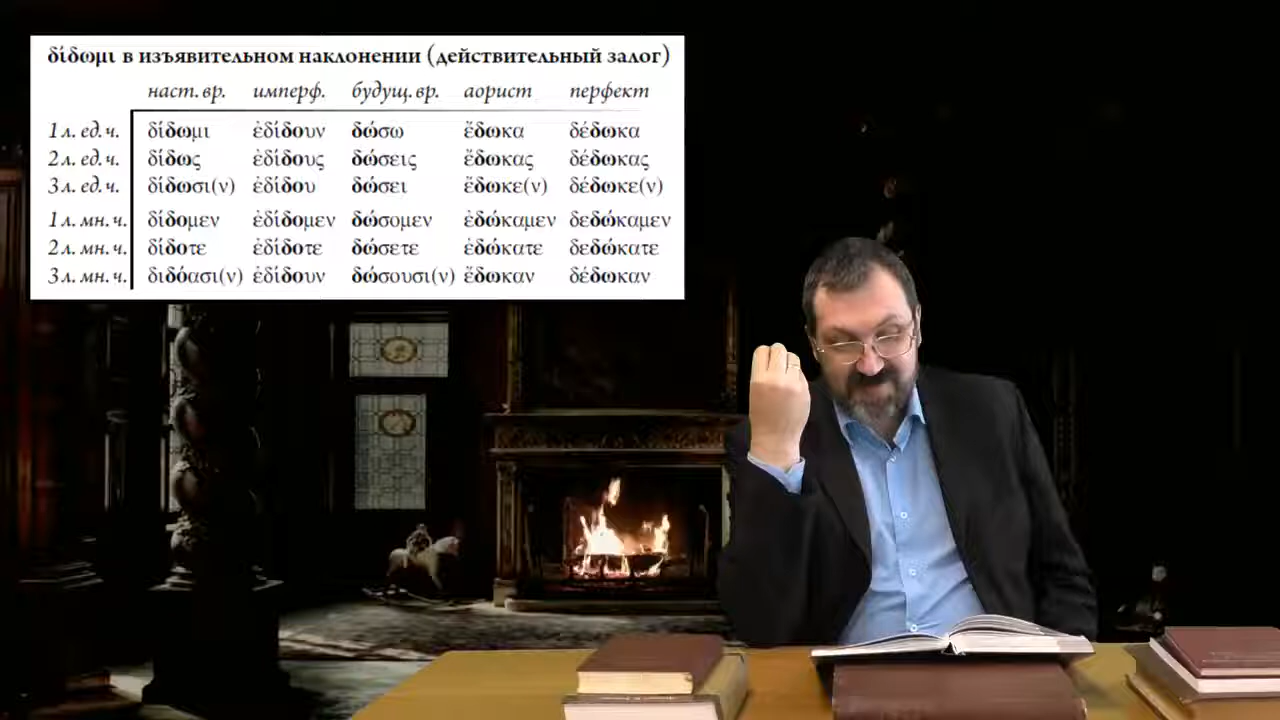 δίδωμι в изъявительном наклонении (действительный залог)
наст. вр. имперф. будущ. вр. аорист перфект
1 л. ед. ч. δίδωμι ἐδίδουν δώσω ἔδωκα δέδωκα
2 л. ед. ч. δίδως ἐδίδους δώσεις ἔδωκας δέδωκας
3 л. ед. ч. δίδωσι(ν) ἐδίδου δώσει ἔδωκε(ν) δέδωκε(ν)
1 л. мн. ч. δίδομεν ἐδίδομεν δώσομεν ἐδώκαμεν δεδώκαμεν
2 л. мн. ч. δίδοτε ἐδίδοτε δώσετε ἐδώκατε δεδώκατε
3 л. мн. ч. διδόασι(ν) ἐδίδουν δώσουσι(ν) ἔδωκαν δέδωκαν